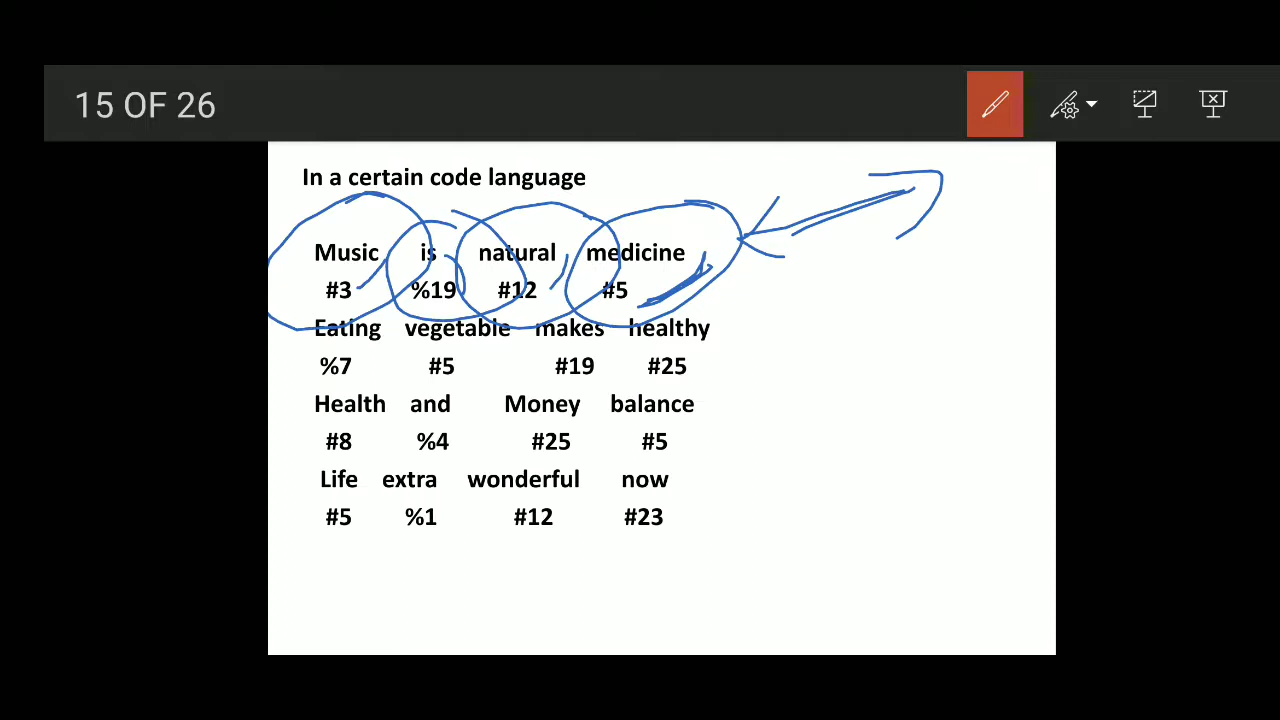 15 OF 26
In a certain code language
Music is natural medicine
#3 %19 #12 #5
Eating vegetable makes healthy
%7 #5 #19 #25
Health and Money balance
#8 %4 #25 #5
Life extra wonderful now
#5 %1 #12 #23